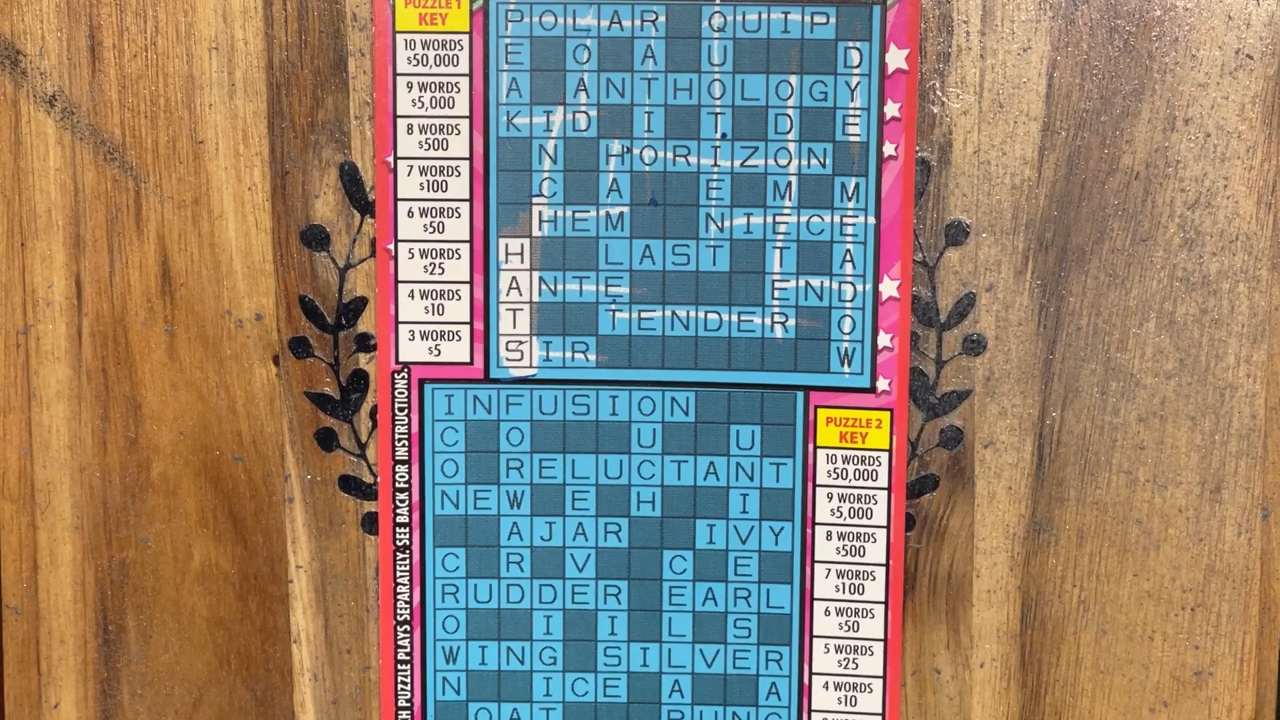 PUZZLE 1
KEY
10 WORDS
$50,000
9 WORDS
$5,000
8 WORDS
$500
7 WORDS
$100
6 WORDS
$50
5 WORDS
$25
4 WORDS
$10
3 WORDS
$5
POLAR QUIP
E O A U D
A ANTHOLOGY
KID I T D E
N HORIZON
C A E M M
HEM NIECE
H LAST T A
ANTE END
T TENDER O
SIR W
CH PUZZLE PLAYS SEPARATELY. SEE BACK FOR INSTRUCTIONS.
INFUSION
C O U U
O RELUCTANT
NEW E H I
AJAR IVY
C R V C E
RUDDER EARL
O I I L S
WING SILVER
N ICE A A
PUZZLE 2
KEY
10 WORDS
$50,000
9 WORDS
$5,000
8 WORDS
$500
7 WORDS
$100
6 WORDS
$50
5 WORDS
$25
4 WORDS
$10